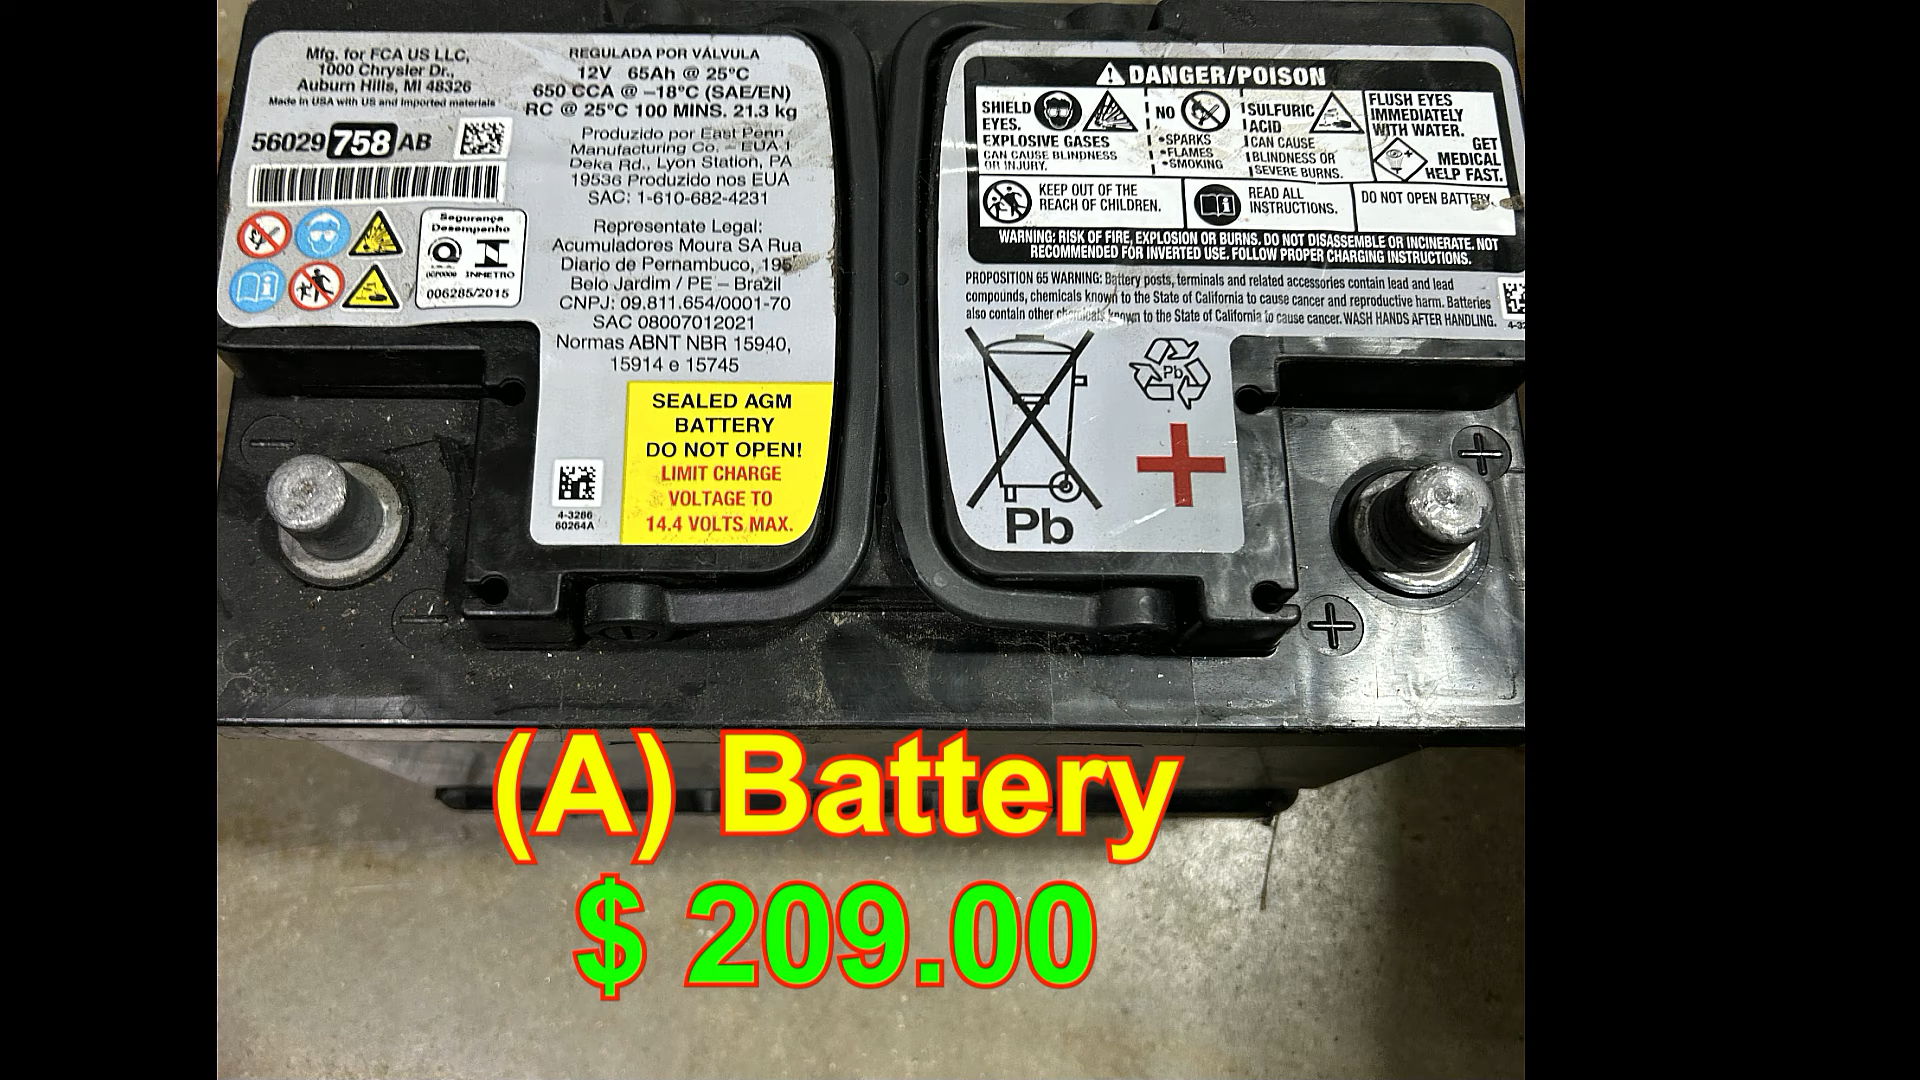 Mfg. for FCA US LLC,
1000 Chrysler Dr.,
Auburn Hills, MI 48326
Made in USA with US and imported materials
56029 758 AB
Segurança
Desempenho
INMETRO
006285/2015
REGULADA POR VÁLVULA
12V 65Ah @ 25°C
650 CCA @ –18°C (SAE/EN)
RC @ 25°C 100 MINS. 21.3 kg
Produzido por East Penn
Manufacturing Co. – EUA 1
Deka Rd., Lyon Station, PA
19536 Produzido nos EUA
SAC: 1-610-682-4231
Representate Legal:
Acumuladores Moura SA Rua
Diario de Pernambuco, 195
Belo Jardim / PE – Brazil
CNPJ: 09.811.654/0001-70
SAC 08007012021
Normas ABNT NBR 15940,
15914 e 15745
SEALED AGM
BATTERY
DO NOT OPEN!
LIMIT CHARGE
VOLTAGE TO
14.4 VOLTS MAX.
4-3286
60264A
DANGER/POISON
SHIELD
EYES.
EXPLOSIVE GASES
CAN CAUSE BLINDNESS
OR INJURY.
NO
•SPARKS
•FLAMES
•SMOKING
SULFURIC
ACID
CAN CAUSE
BLINDNESS OR
SEVERE BURNS.
FLUSH EYES
IMMEDIATELY
WITH WATER.
GET
MEDICAL
HELP FAST.
KEEP OUT OF THE
REACH OF CHILDREN.
READ ALL
INSTRUCTIONS.
DO NOT OPEN BATTERY.
WARNING: RISK OF FIRE, EXPLOSION OR BURNS. DO NOT DISASSEMBLE OR INCINERATE. NOT
RECOMMENDED FOR INVERTED USE. FOLLOW PROPER CHARGING INSTRUCTIONS.
PROPOSITION 65 WARNING: Battery posts, terminals and related accessories contain lead and lead
compounds, chemicals known to the State of California to cause cancer and reproductive harm. Batteries
also contain other chemicals known to the State of California to cause cancer. WASH HANDS AFTER HANDLING.
Pb
Pb
(A) Battery
$ 209.00